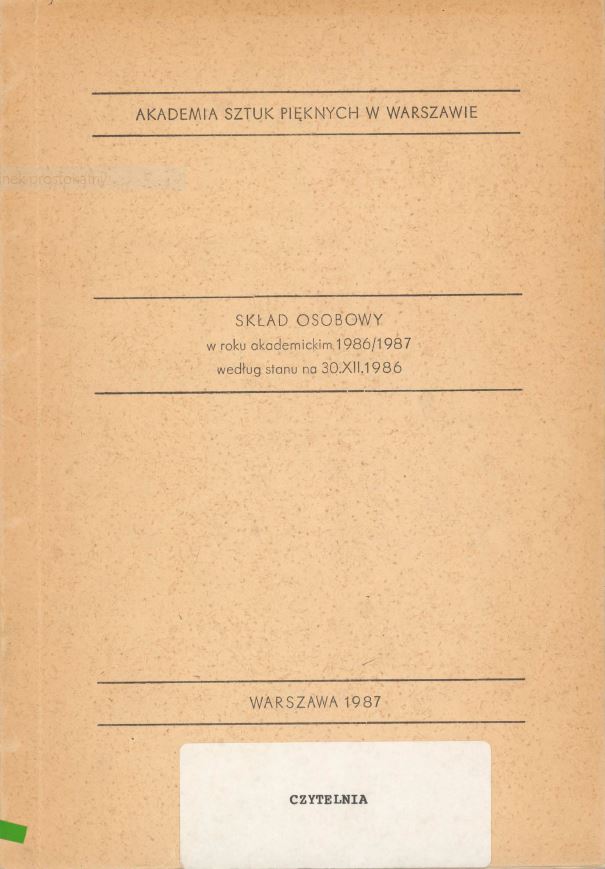 AKADEMIA SZTUK PIĘKNYCH W WARSZAWIE
prostokątny
SKŁAD OSOBOWY
w roku akademickim 1986/1987
według stanu na 30.XII.1986
WARSZAWA 1987
CZYTELNIA